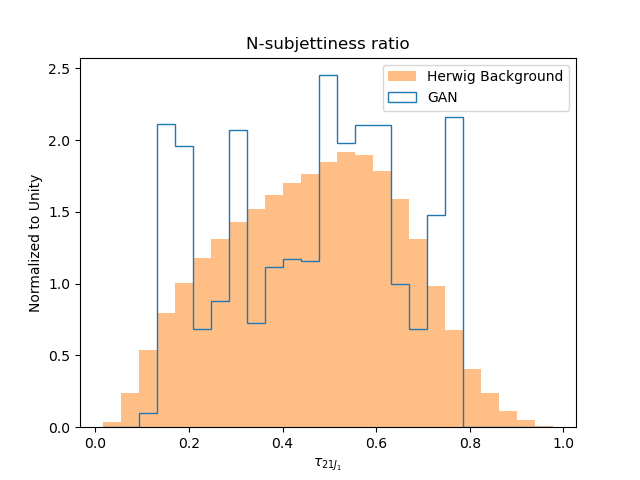 N-subjettiness ratio
Herwig Background
GAN
Normalized to Unity
2.5
2.0
1.5
1.0
0.5
0.0
0.0 0.2 0.4 0.6 0.8 1.0
τ₂₁J₁